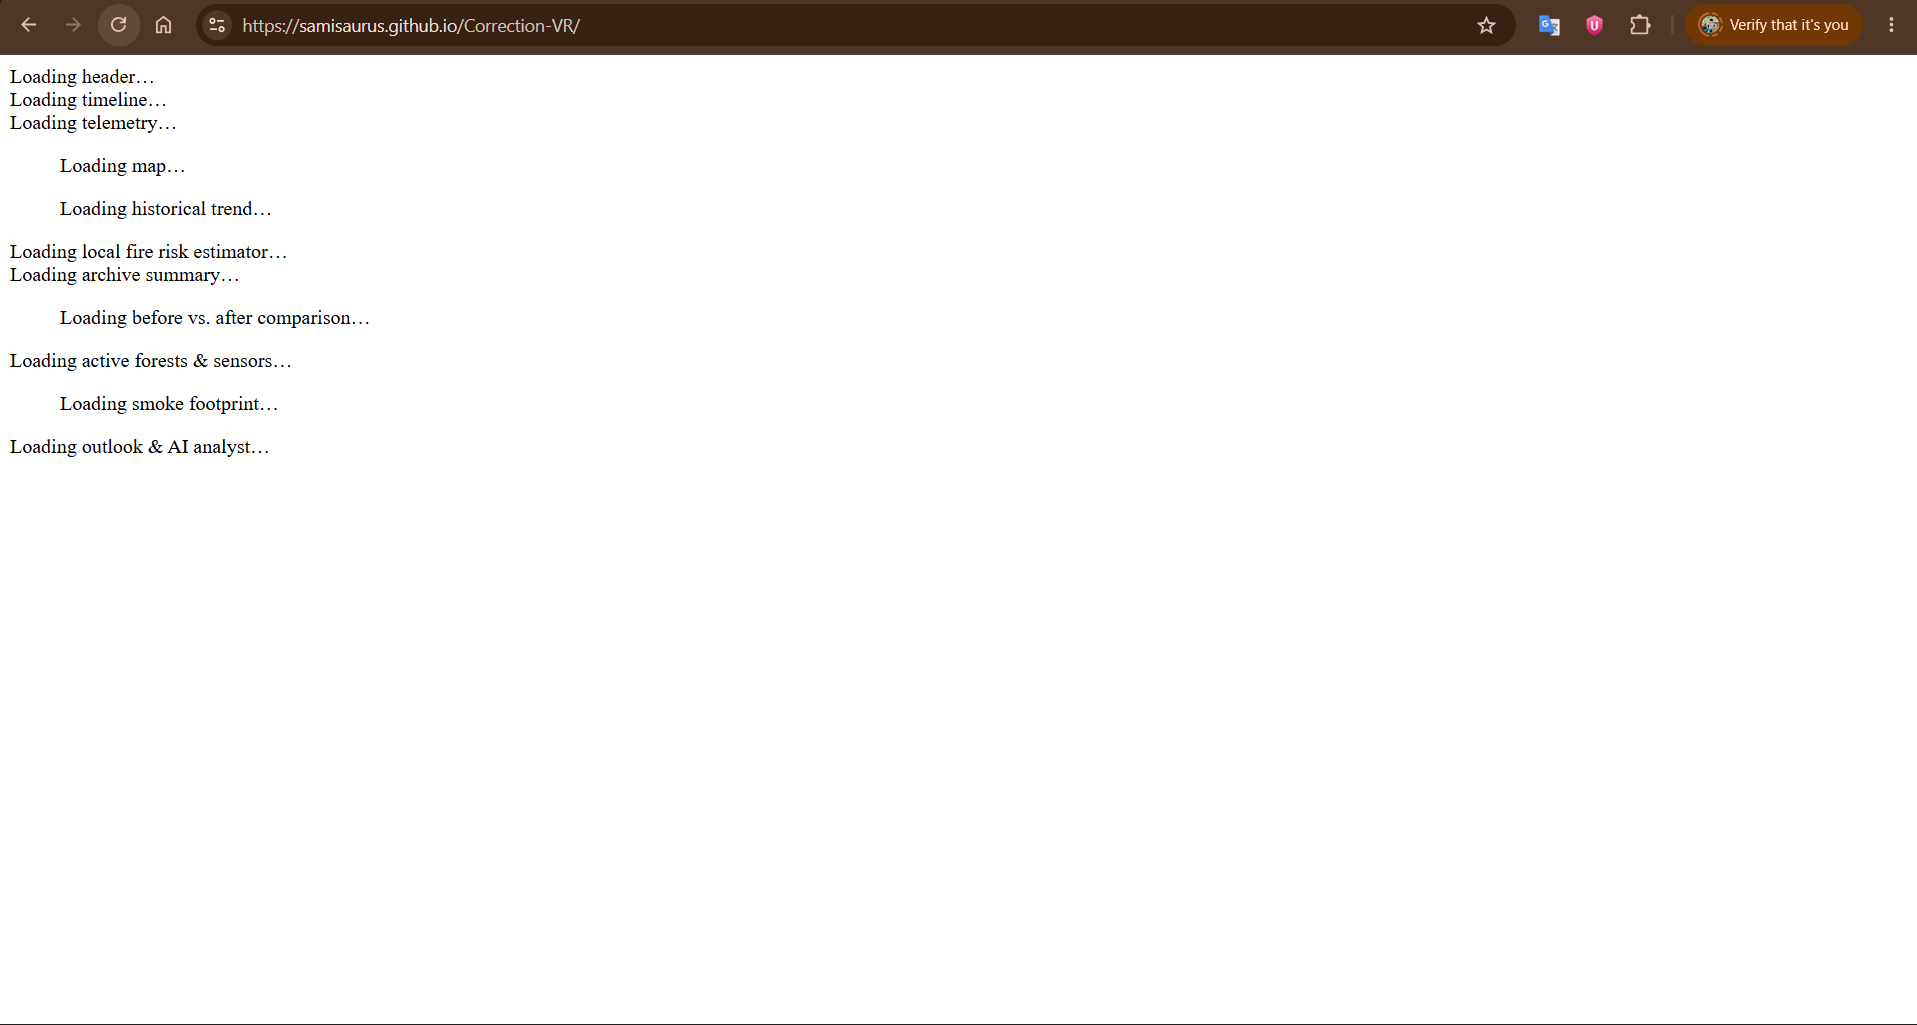 https://samisaurus.github.io/Correction-VR/
Verify that it's you
Loading header…
Loading timeline…
Loading telemetry…
Loading map…
Loading historical trend…
Loading local fire risk estimator…
Loading archive summary…
Loading before vs. after comparison…
Loading active forests & sensors…
Loading smoke footprint…
Loading outlook & AI analyst…